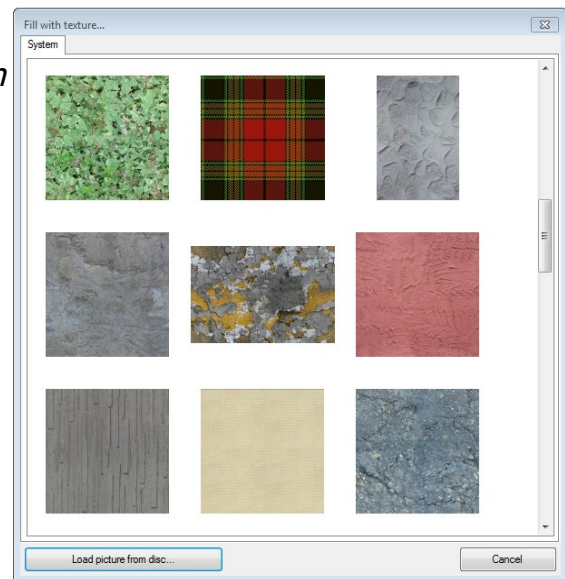 Fill with texture...
System
n
Load picture from disc...
Cancel